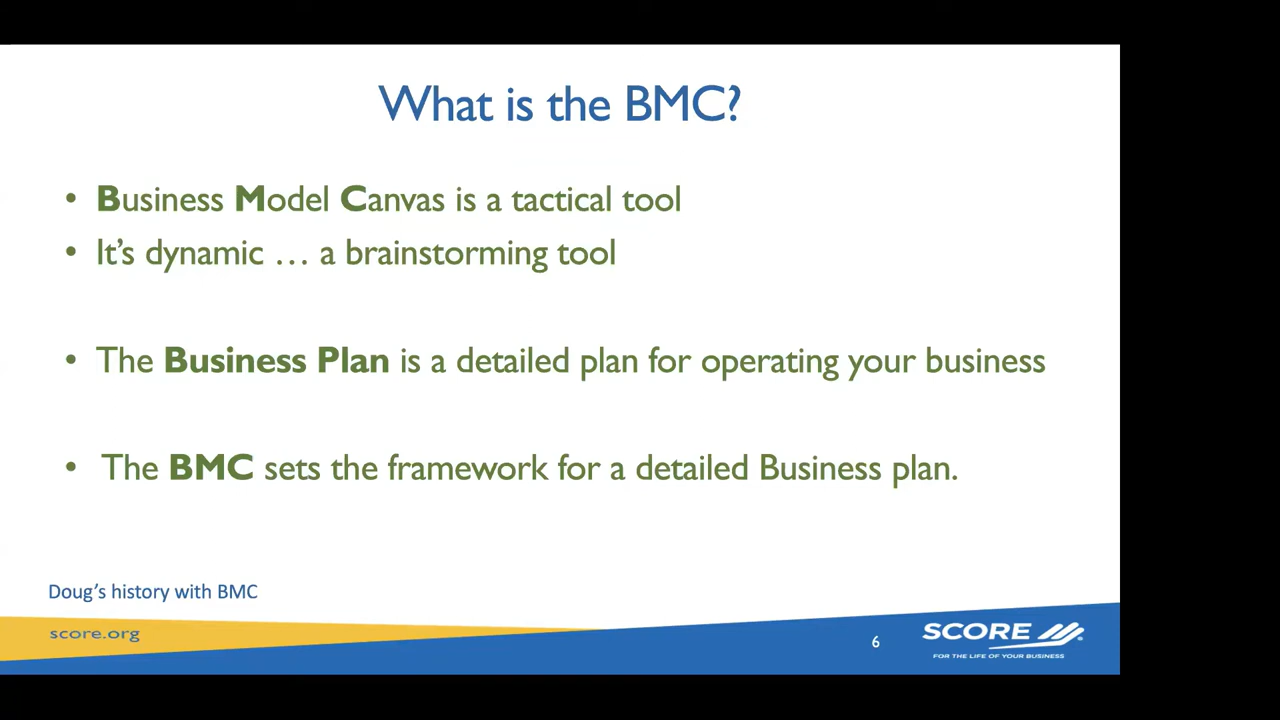 What is the BMC?
• Business Model Canvas is a tactical tool
• It’s dynamic … a brainstorming tool
• The Business Plan is a detailed plan for operating your business
• The BMC sets the framework for a detailed Business plan.
Doug’s history with BMC
score.org
6
SCORE
FOR THE LIFE OF YOUR BUSINESS